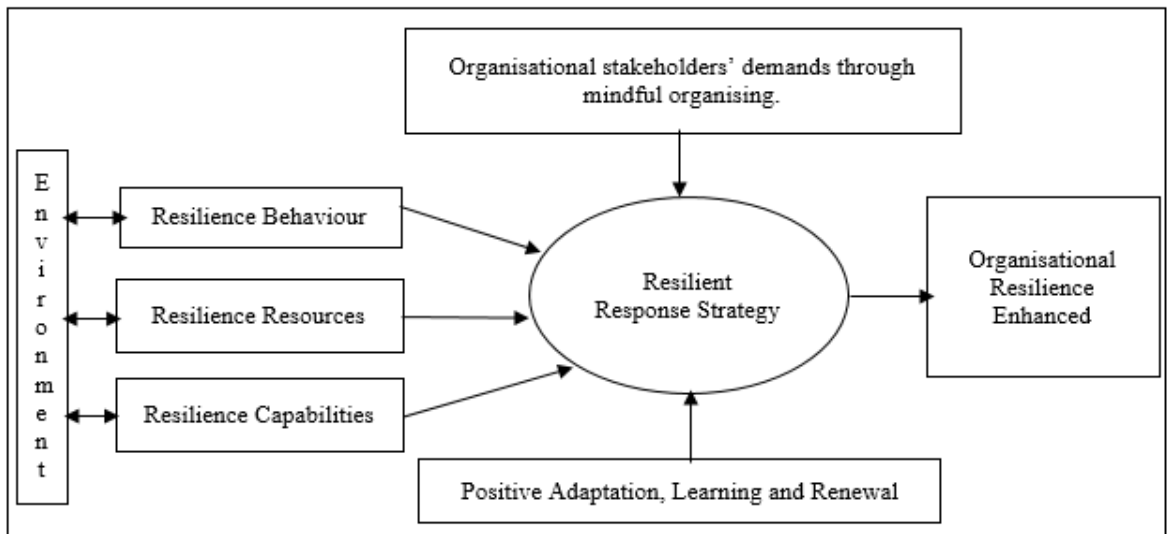 Organisational stakeholders' demands through
mindful organising.
Environment
Resilience Behaviour
Resilience Resources
Resilience Capabilities
Resilient
Response Strategy
Organisational
Resilience
Enhanced
Positive Adaptation, Learning and Renewal